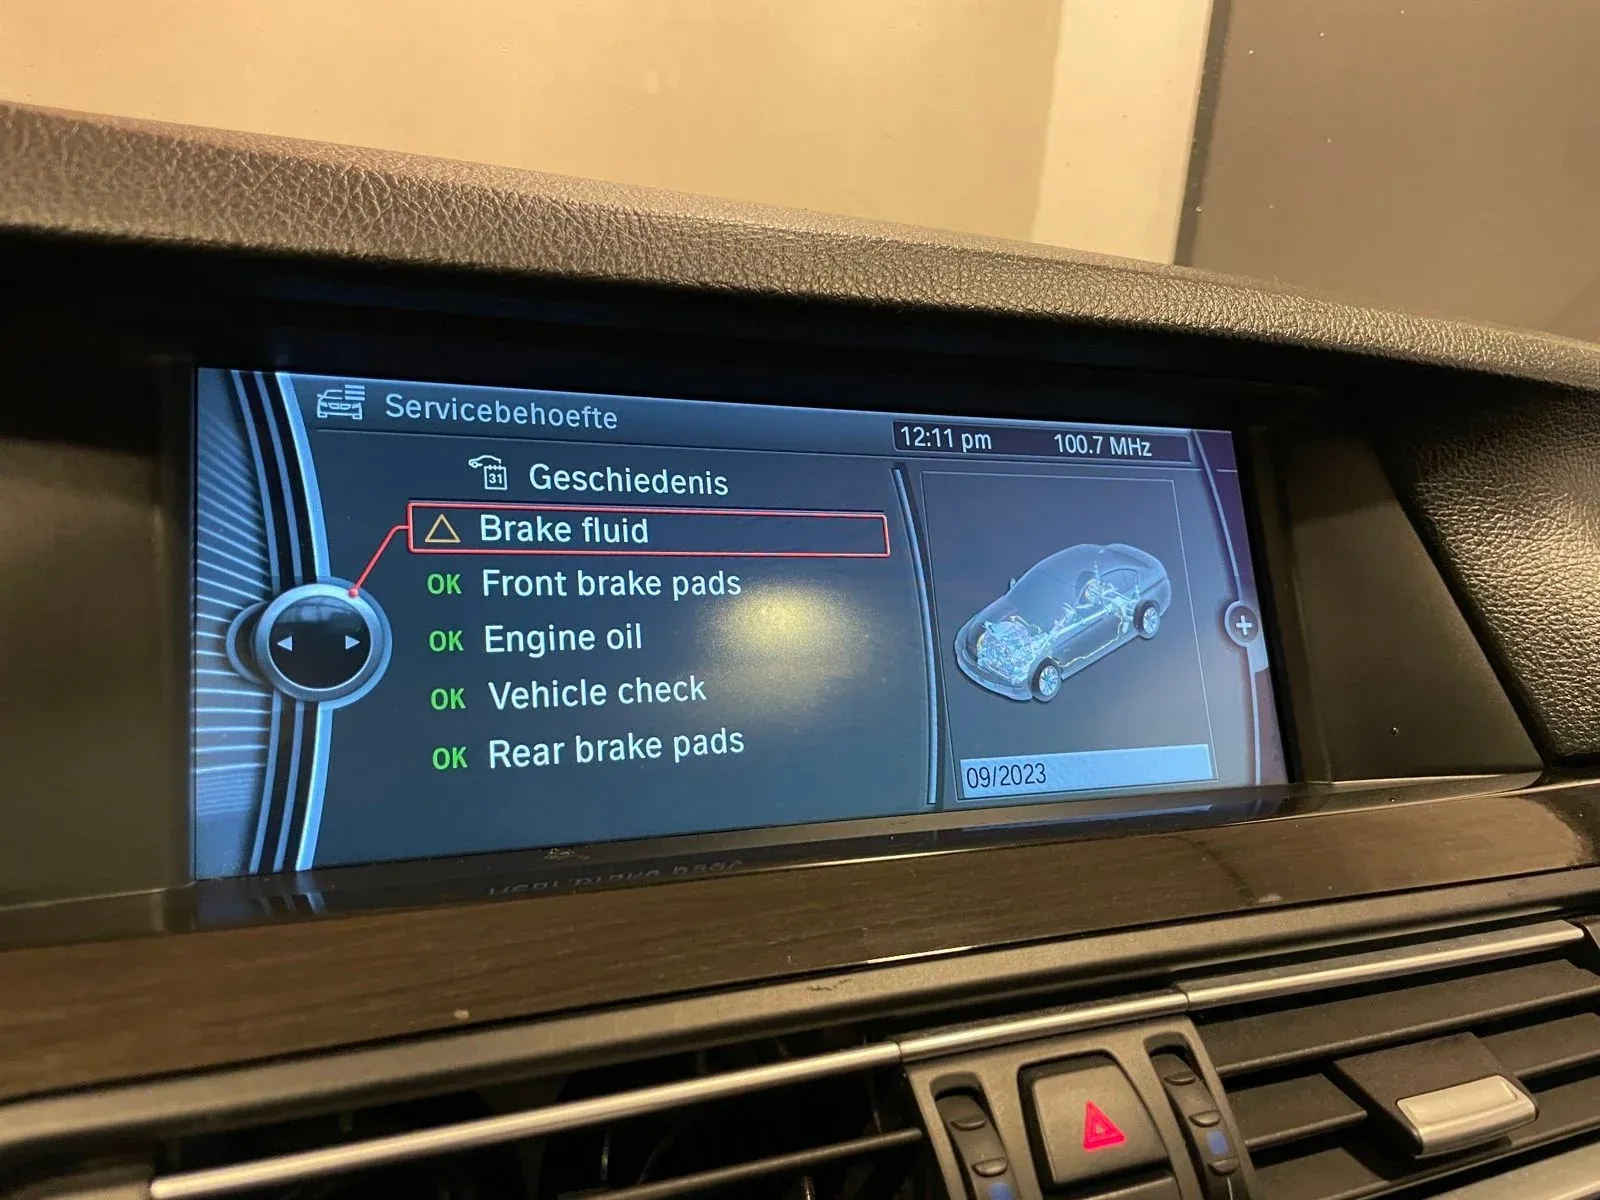 Servicebehoefte
12:11 pm 100.7 MHz
31 Geschiedenis
Brake fluid
OK Front brake pads
OK Engine oil
OK Vehicle check
OK Rear brake pads
09/2023